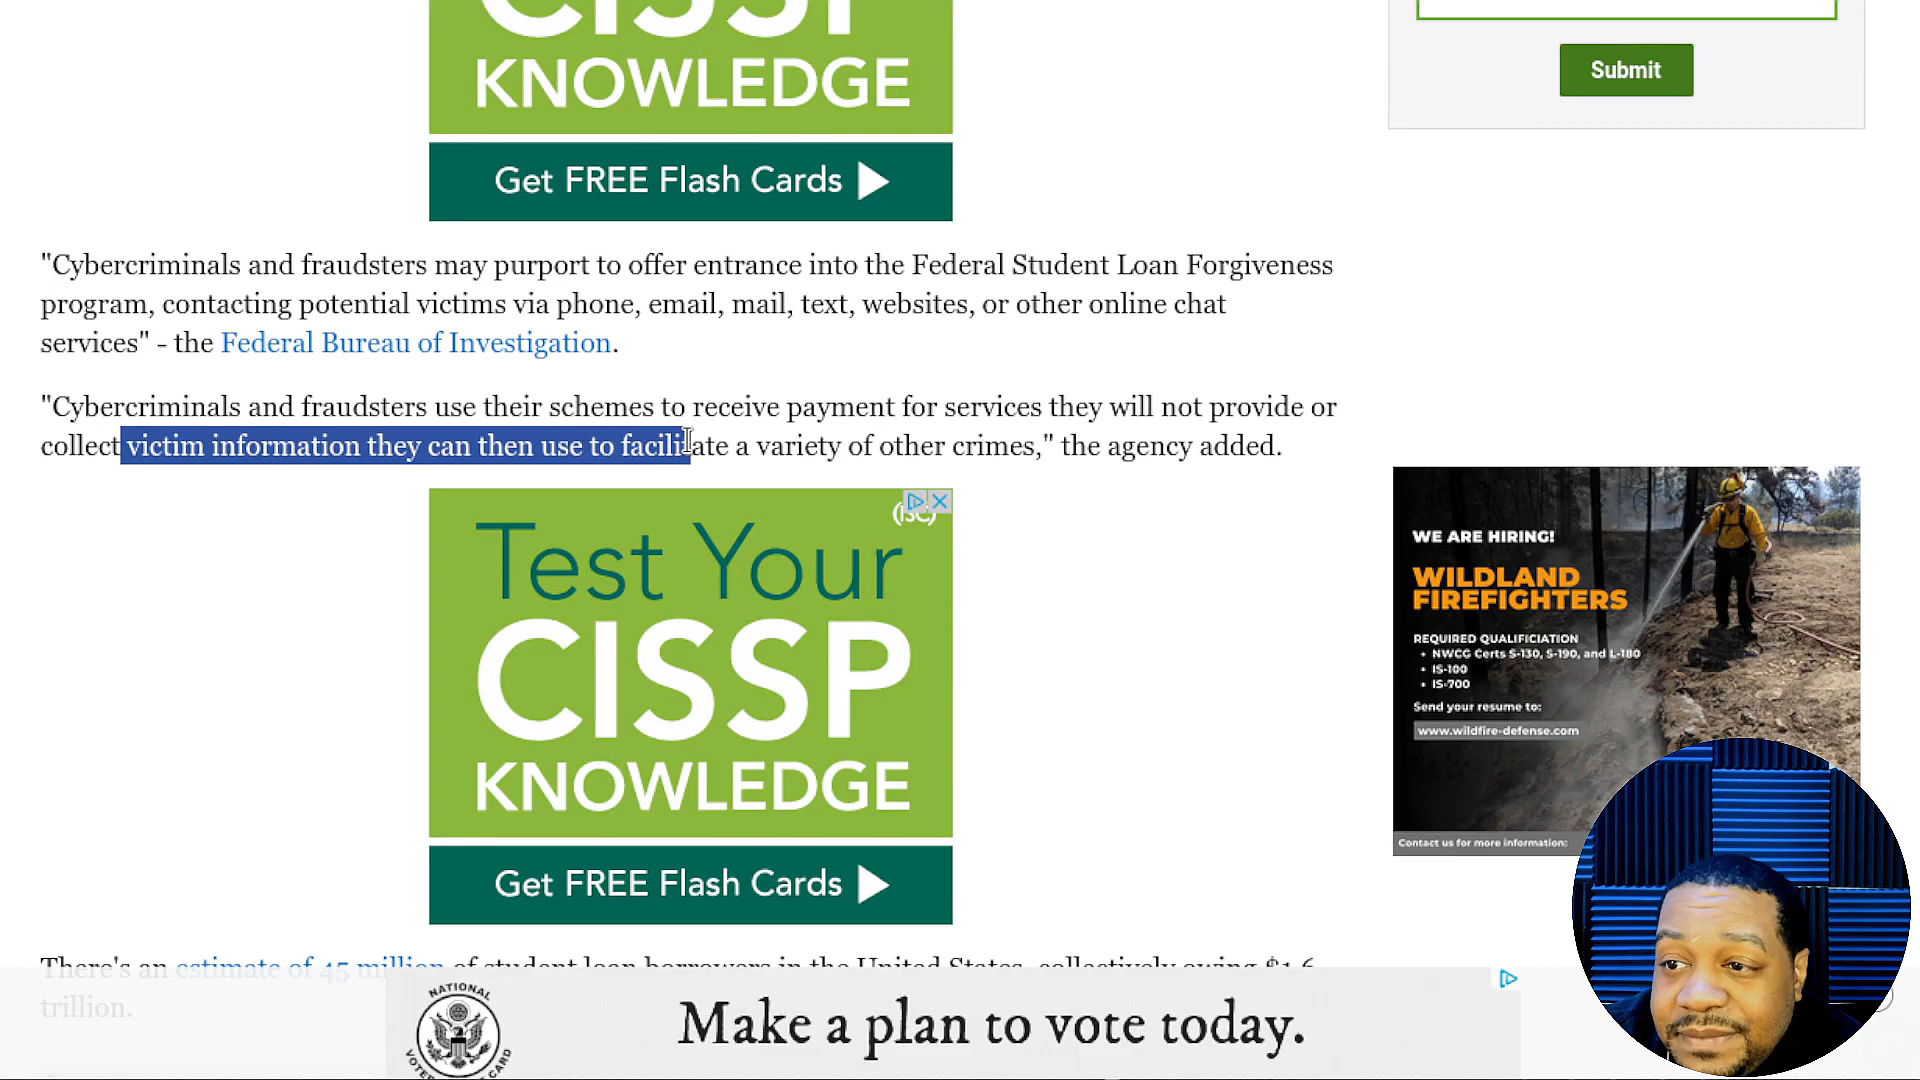 CISSP
KNOWLEDGE
Get FREE Flash Cards
Submit
"Cybercriminals and fraudsters may purport to offer entrance into the Federal Student Loan Forgiveness
program, contacting potential victims via phone, email, mail, text, websites, or other online chat
services" - the Federal Bureau of Investigation.
"Cybercriminals and fraudsters use their schemes to receive payment for services they will not provide or
collect victim information they can then use to facilitate a variety of other crimes," the agency added.
(ISC)
Test Your
CISSP
KNOWLEDGE
Get FREE Flash Cards
WE ARE HIRING!
WILDLAND
FIREFIGHTERS
REQUIRED QUALIFICIATION
• NWCG Certs S-130, S-190, and L-180
• IS-100
• IS-700
Send your resume to:
www.wildfire-defense.com
Contact us for more information:
There's an estimate of 45 million of student loan borrowers in the United States, collectively owing $1.6
trillion.
NATIONAL
Make a plan to vote today.